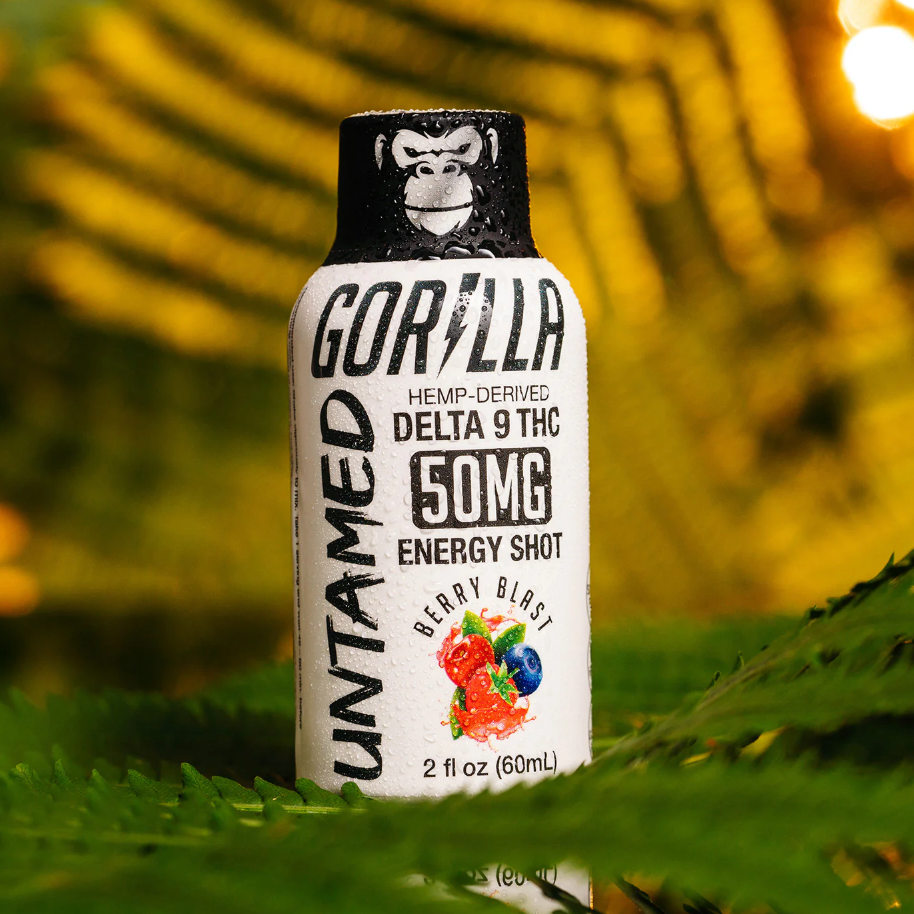 GORILLA
UNTAMED
HEMP-DERIVED
DELTA 9 THC
50MG
ENERGY SHOT
BERRY BLAST
2 fl oz (60mL)